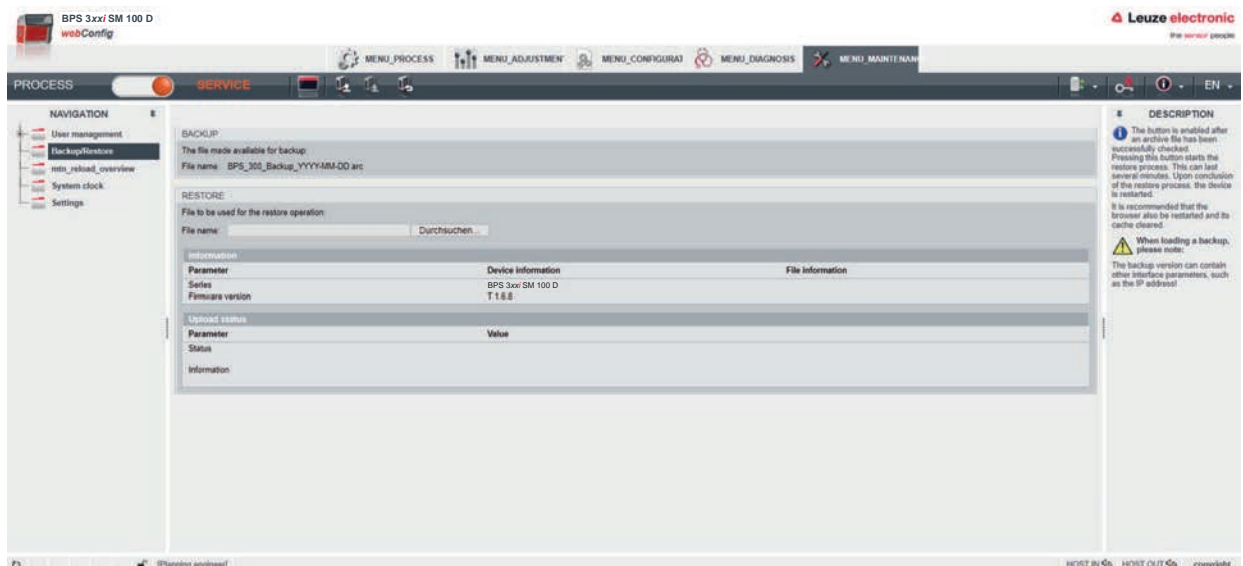 BPS 3xxi SM 100 D
webConfig
Leuze electronic
the sensor people
MENU_PROCESS
MENU_ADJUSTMEN
MENU_CONFIGURAT
MENU_DIAGNOSIS
MENU_MAINTENAN
PROCESS
SERVICE
EN
NAVIGATION
User management
Backup/Restore
mtn_reload_overview
System clock
Settings
BACKUP
The file made available for backup:
File name: BPS_300_Backup_YYYY-MM-DD.arc
RESTORE
File to be used for the restore operation:
File name:
Durchsuchen...
Information
Parameter Device information File information
Series BPS 3xxi SM 100 D
Firmware version T 1.6.8
Upload status
Parameter Value
Status
Information
DESCRIPTION
The button is enabled after
an archive file has been
successfully checked.
Pressing this button starts the
restore process. This can last
several minutes. Upon conclusion
of the restore process, the device
is restarted.
It is recommended that the
browser also be restarted and its
cache cleared.
When loading a backup,
please note:
The backup version can contain
other interface parameters, such
as the IP address!
[Planning engineer]
HOST IN
HOST OUT
copyright